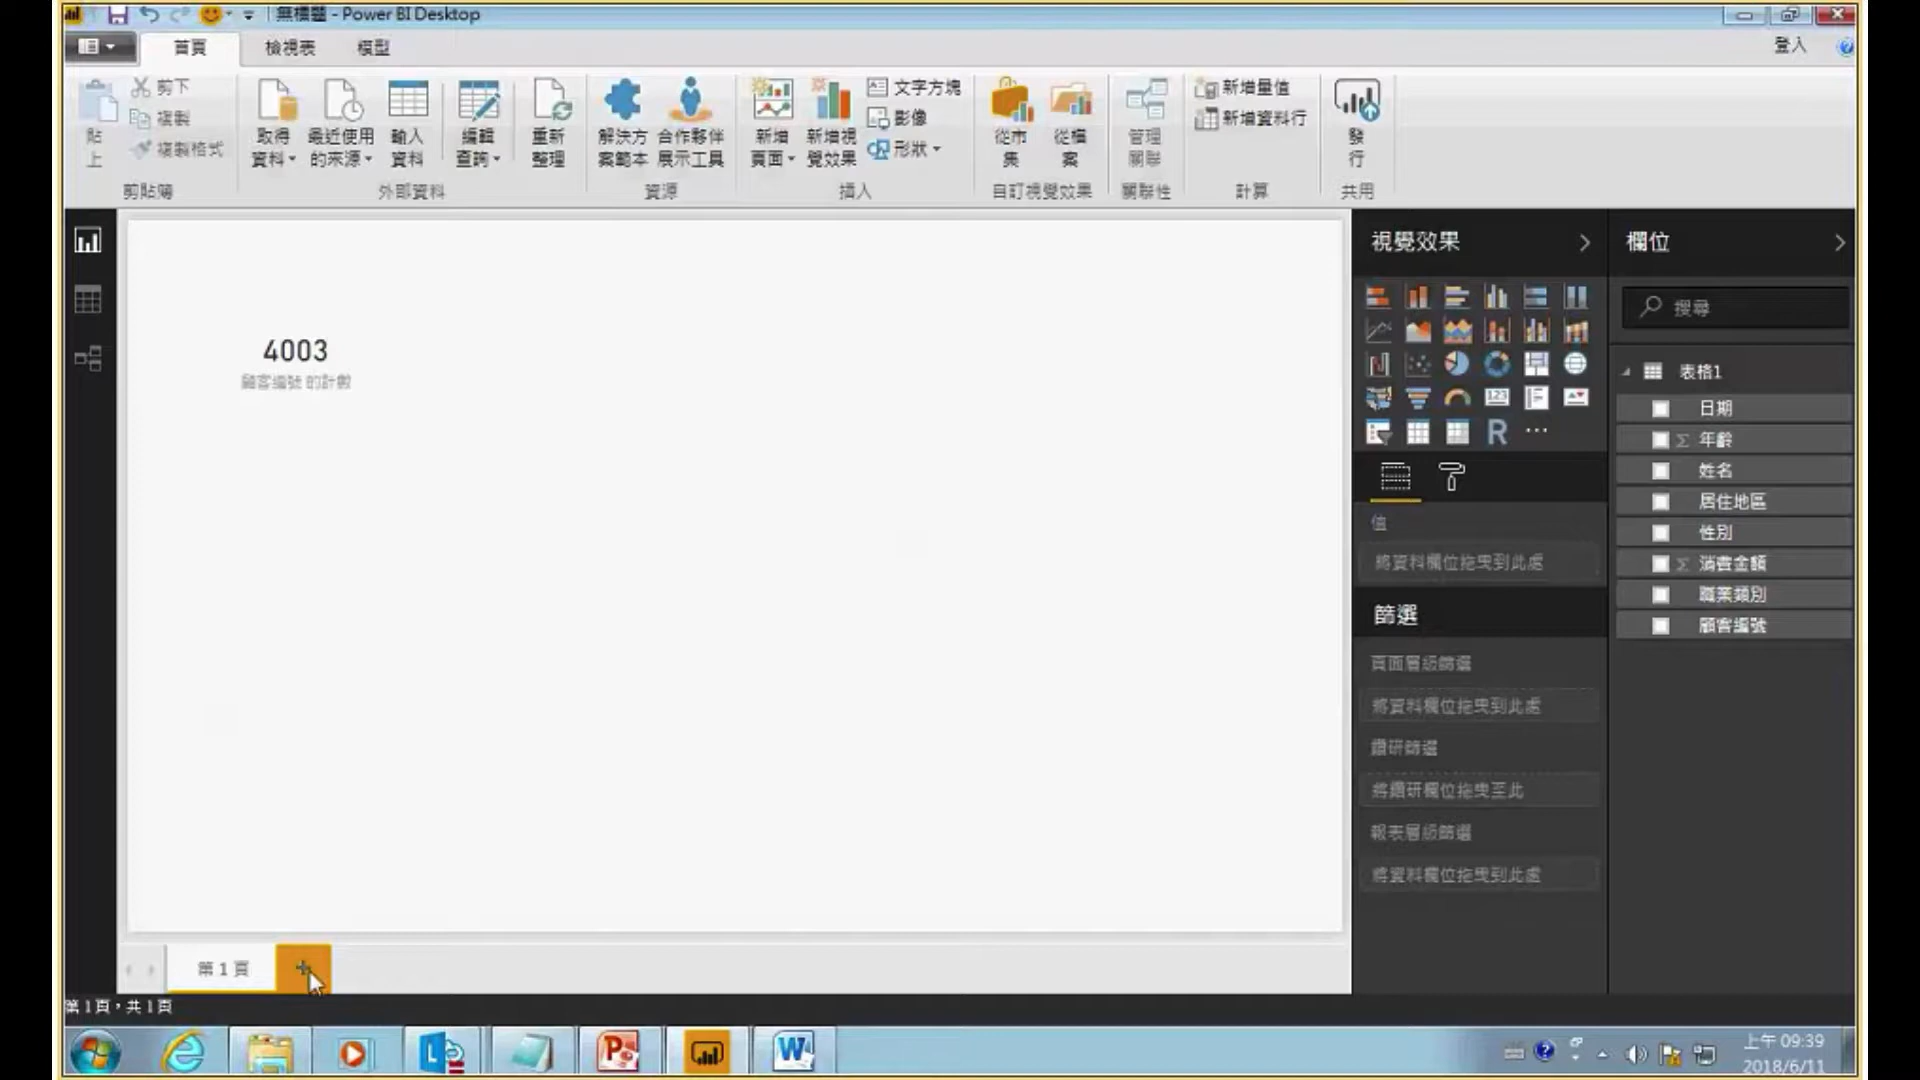 無標題 - Power BI Desktop
首頁 檢視表 模型 登入
貼上 剪下 複製 複製格式
取得資料 最近使用的來源 輸入資料 編輯查詢 重新整理
解決方案範本 合作夥伴展示工具
新增頁面 新增視覺效果 文字方塊 影像 形狀
從市集 從檔案 管理關聯 新增量值 新增資料行 發行
剪貼簿 外部資料 資源 插入 自訂視覺效果 關聯性 計算 共用
4003
顧客編號 的計數
視覺效果
123
R
值
將資料欄位拖曳到此處
篩選
頁面層級篩選
將資料欄位拖曳到此處
鑽研篩選
將鑽研欄位拖曳至此
報表層級篩選
將資料欄位拖曳到此處
欄位
搜尋
表格1
日期
Σ 年齡
姓名
居住地區
性別
Σ 消費金額
職業類別
顧客編號
第 1 頁
第 1 頁，共 1 頁
上午 09:39
2018/6/11